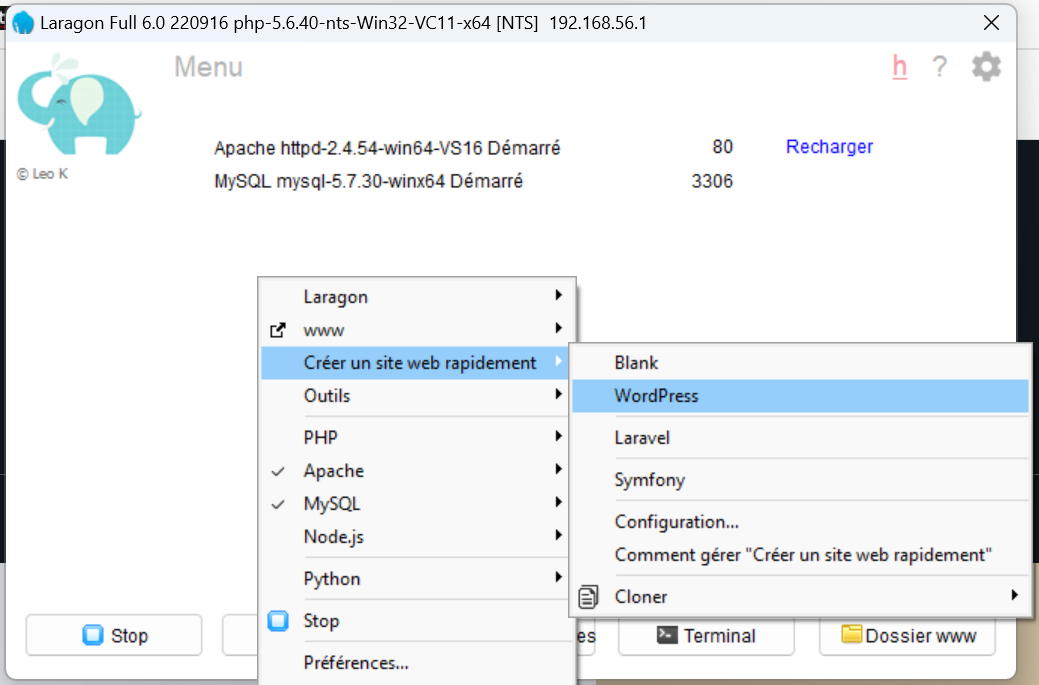 Laragon Full 6.0 220916 php-5.6.40-nts-Win32-VC11-x64 [NTS] 192.168.56.1
Menu
h ?
© Leo K
Apache httpd-2.4.54-win64-VS16 Démarré 80 Recharger
MySQL mysql-5.7.30-winx64 Démarré 3306
Laragon
www
Créer un site web rapidement
Outils
PHP
Apache
MySQL
Node.js
Python
Stop
Préférences...
Blank
WordPress
Laravel
Symfony
Configuration...
Comment gérer "Créer un site web rapidement"
Cloner
Stop
es
Terminal
Dossier www